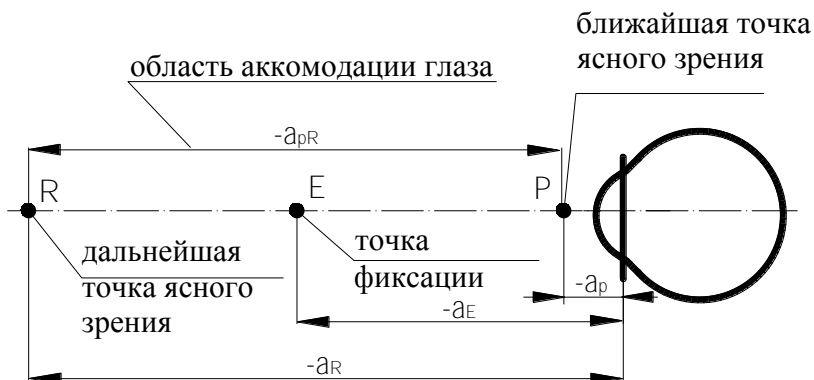 ближайшая точка
ясного зрения
область аккомодации глаза
-apR
R
E
P
дальнейшая
точка ясного
зрения
точка
фиксации
-ap
-aE
-aR